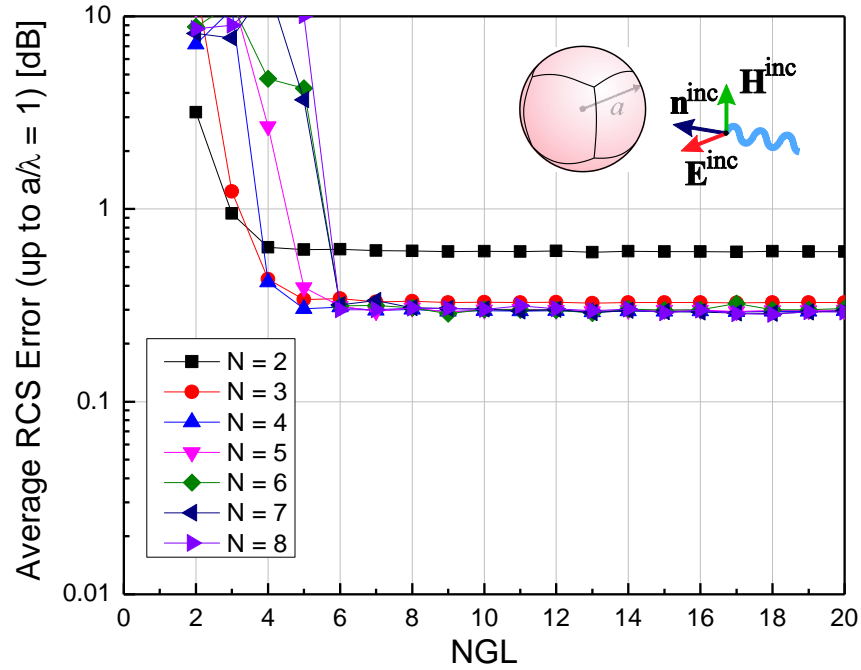 Average RCS Error (up to a/λ = 1) [dB]
10
1
0.1
0.01
0 2 4 6 8 10 12 14 16 18 20
NGL
N = 2
N = 3
N = 4
N = 5
N = 6
N = 7
N = 8
a
n^inc
H^inc
E^inc